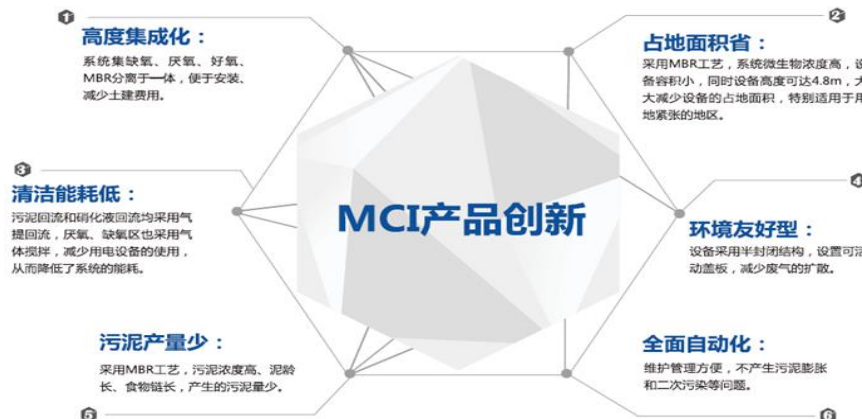 1
高度集成化：
系统集缺氧、厌氧、好氧、
MBR分离于一体，便于安装、
减少土建费用。
2
占地面积省：
采用MBR工艺，系统微生物浓度高，设
备容积小，同时设备高度可达4.8m，大
大减少设备的占地面积，特别适用于用
地紧张的地区。
3
清洁能耗低：
污泥回流和硝化液回流均采用气
提回流，厌氧、缺氧区也采用气
体搅拌，减少用电设备的使用，
从而降低了系统的能耗。
MCI产品创新
4
环境友好型：
设备采用半封闭结构，设置可活
动盖板，减少废气的扩散。
污泥产量少：
采用MBR工艺，污泥浓度高、泥龄
长、食物链长，产生的污泥量少。
5
全面自动化：
维护管理方便，不产生污泥膨胀
和二次污染等问题。
6